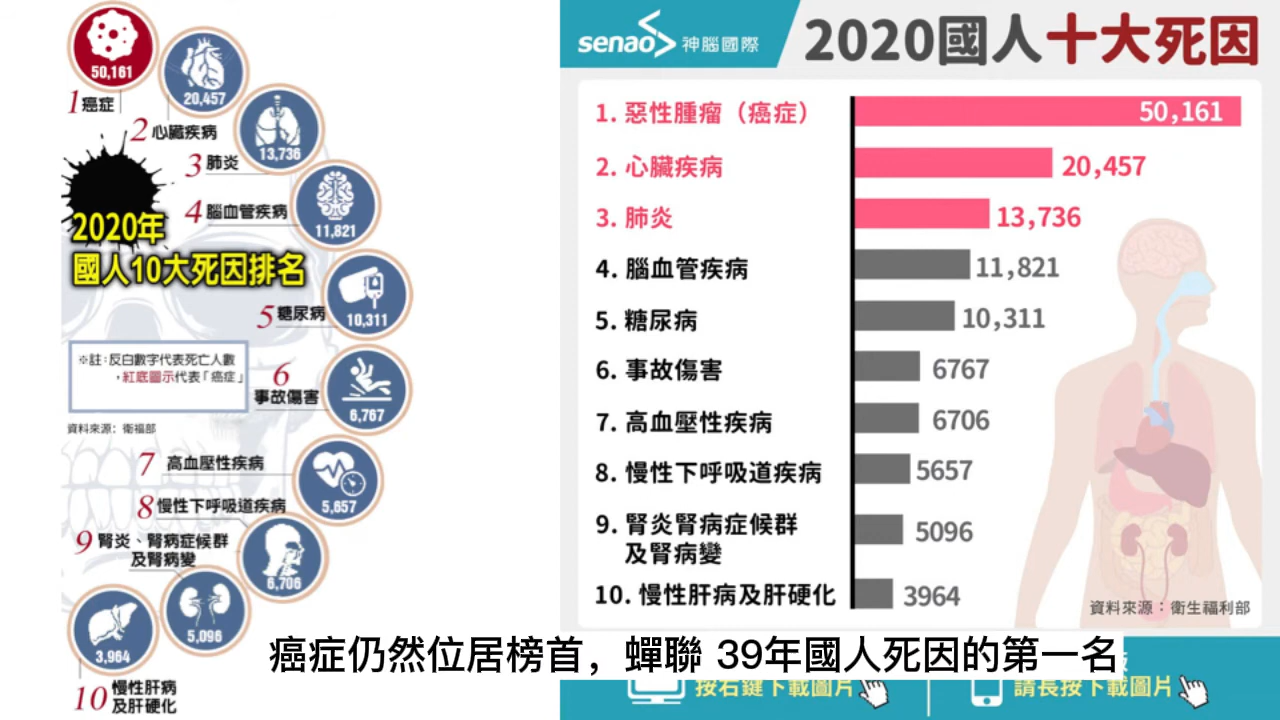 50,161
1癌症
20,457
2心臟疾病
13,736
3肺炎
11,821
4腦血管疾病
2020年
國人10大死因排名
10,311
5糖尿病
※註:反白數字代表死亡人數
,紅底圖示代表「癌症」
6
事故傷害
6,767
資料來源:衛福部
7 高血壓性疾病
5,657
8慢性下呼吸道疾病
9腎炎、腎病症候群
及腎病變
6,706
5,096
3,964
10慢性肝病
及肝硬化
senao 神腦國際
2020國人十大死因
1. 惡性腫瘤(癌症) 50,161
2. 心臟疾病 20,457
3. 肺炎 13,736
4. 腦血管疾病 11,821
5. 糖尿病 10,311
6. 事故傷害 6767
7. 高血壓性疾病 6706
8. 慢性下呼吸道疾病 5657
9. 腎炎腎病症候群
及腎病變 5096
10. 慢性肝病及肝硬化 3964
資料來源:衛生福利部
癌症仍然位居榜首,蟬聯 39年國人死因的第一名
按右鍵下載圖片
請長按下載圖片